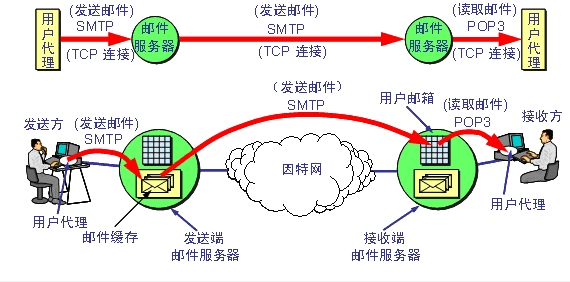 用户代理
(发送邮件)
SMTP
(TCP 连接)
邮件
服务器
(发送邮件)
SMTP
(TCP 连接)
邮件
服务器
(读取邮件)
POP3
(TCP 连接)
用户代理
发送方
(发送邮件)
SMTP
（发送邮件）
SMTP
用户邮箱
(读取邮件)
POP3
接收方
因特网
用户代理
邮件缓存
发送端
邮件服务器
接收端
邮件服务器
用户代理